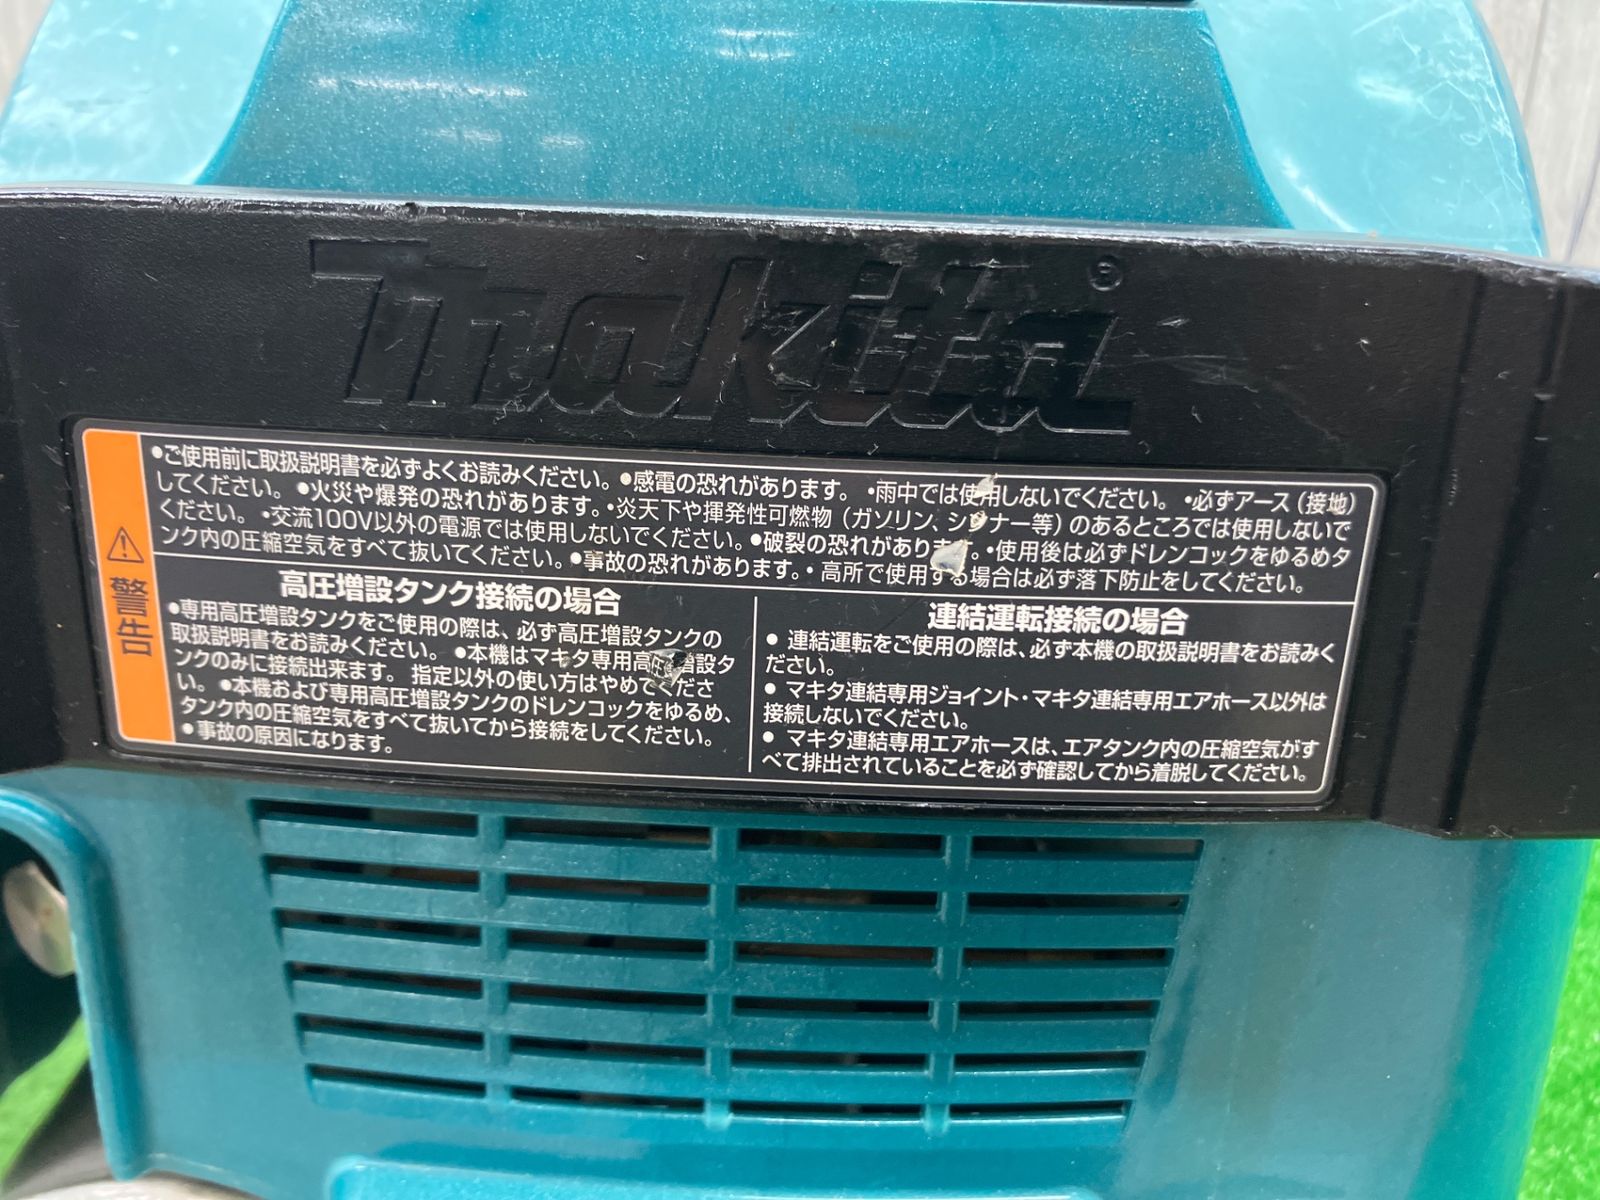 makita®
•ご使用前に取扱説明書を必ずよくお読みください。•感電の恐れがあります。 ・雨中では使用しないでください。 ・必ずアース（接地）
してください。 •火災や爆発の恐れがあります。・炎天下や揮発性可燃物（ガソリン、シンナー等）のあるところでは使用しないで
ください。 ・交流100V以外の電源では使用しないでください。•破裂の恐れがあります。・使用後は必ずドレンコックをゆるめタ
ンク内の圧縮空気をすべて抜いてください。•事故の恐れがあります。・高所で使用する場合は必ず落下防止をしてください。
警告
高圧増設タンク接続の場合
•専用高圧増設タンクをご使用の際は、必ず高圧増設タンクの
取扱説明書をお読みください。 •本機はマキタ専用高圧増設タ
ンクのみに接続出来ます。指定以外の使い方はやめてくださ
い。 •本機および専用高圧増設タンクのドレンコックをゆるめ、
タンク内の圧縮空気をすべて抜いてから接続をしてください。
•事故の原因になります。
連結運転接続の場合
• 連結運転をご使用の際は、必ず本機の取扱説明書をお読みく
ださい。
• マキタ連結専用ジョイント・マキタ連結専用エアホース以外は
接続しないでください。
• マキタ連結専用エアホースは、エアタンク内の圧縮空気がす
べて排出されていることを必ず確認してから着脱してください。